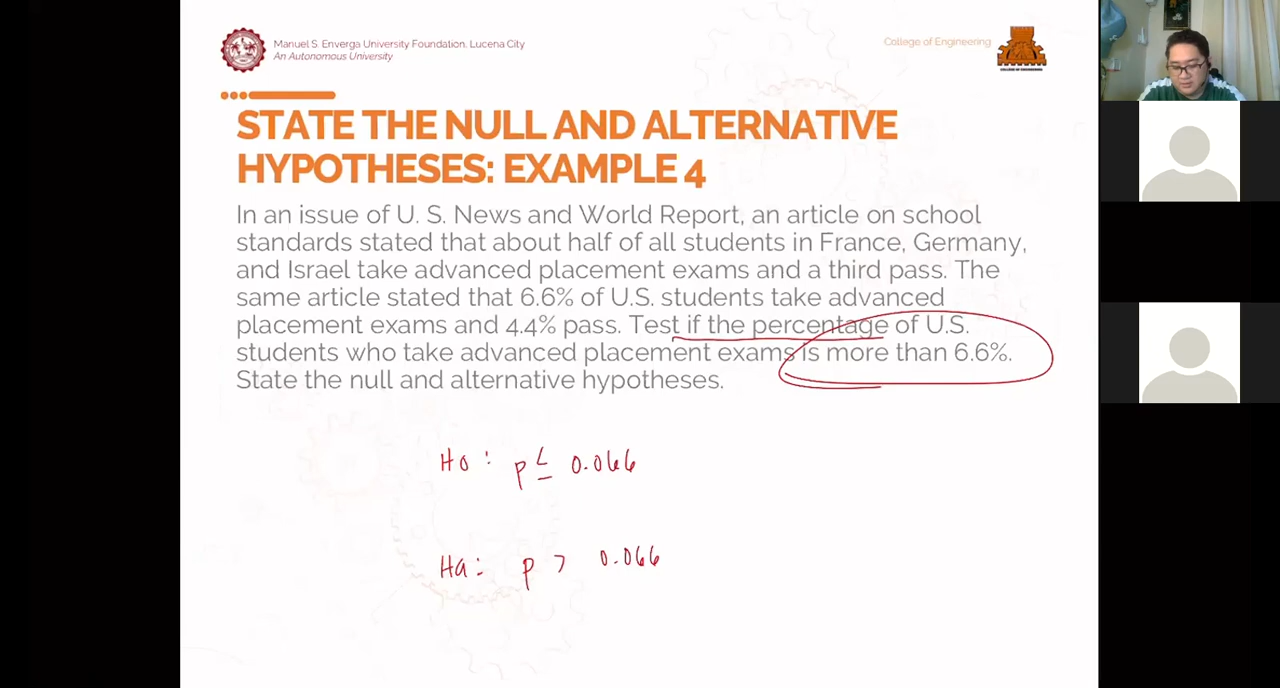 Manuel S. Enverga University Foundation, Lucena City
An Autonomous University
College of Engineering
COLLEGE OF ENGINEERING
STATE THE NULL AND ALTERNATIVE
HYPOTHESES: EXAMPLE 4
In an issue of U. S. News and World Report, an article on school
standards stated that about half of all students in France, Germany,
and Israel take advanced placement exams and a third pass. The
same article stated that 6.6% of U.S. students take advanced
placement exams and 4.4% pass. Test if the percentage of U.S.
students who take advanced placement exams is more than 6.6%.
State the null and alternative hypotheses.
Ho : p ≤ 0.066
Ha : p > 0.066